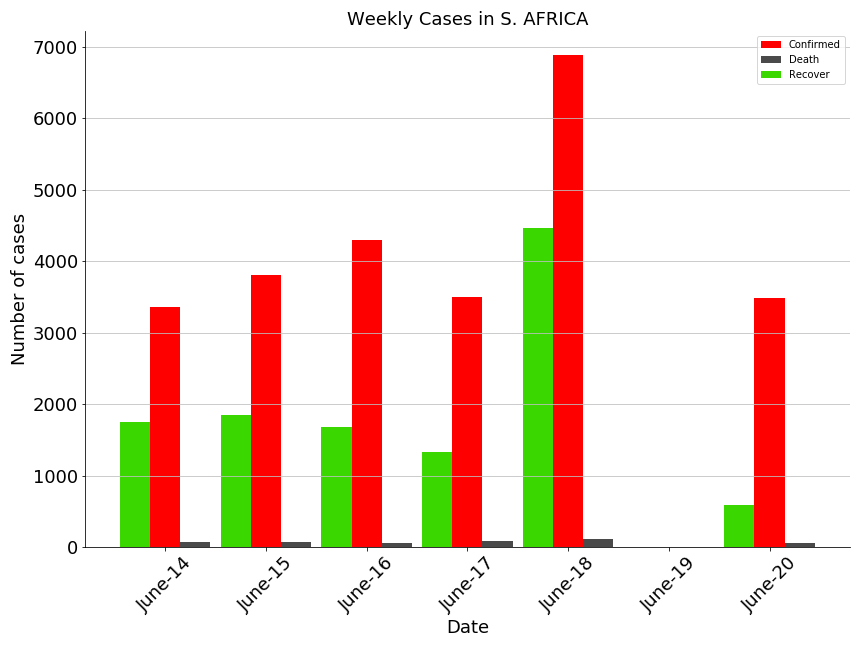 Weekly Cases in S. AFRICA
Confirmed
Death
Recover
Number of cases
7000
6000
5000
4000
3000
2000
1000
0
June-14
June-15
June-16
June-17
June-18
June-19
June-20
Date